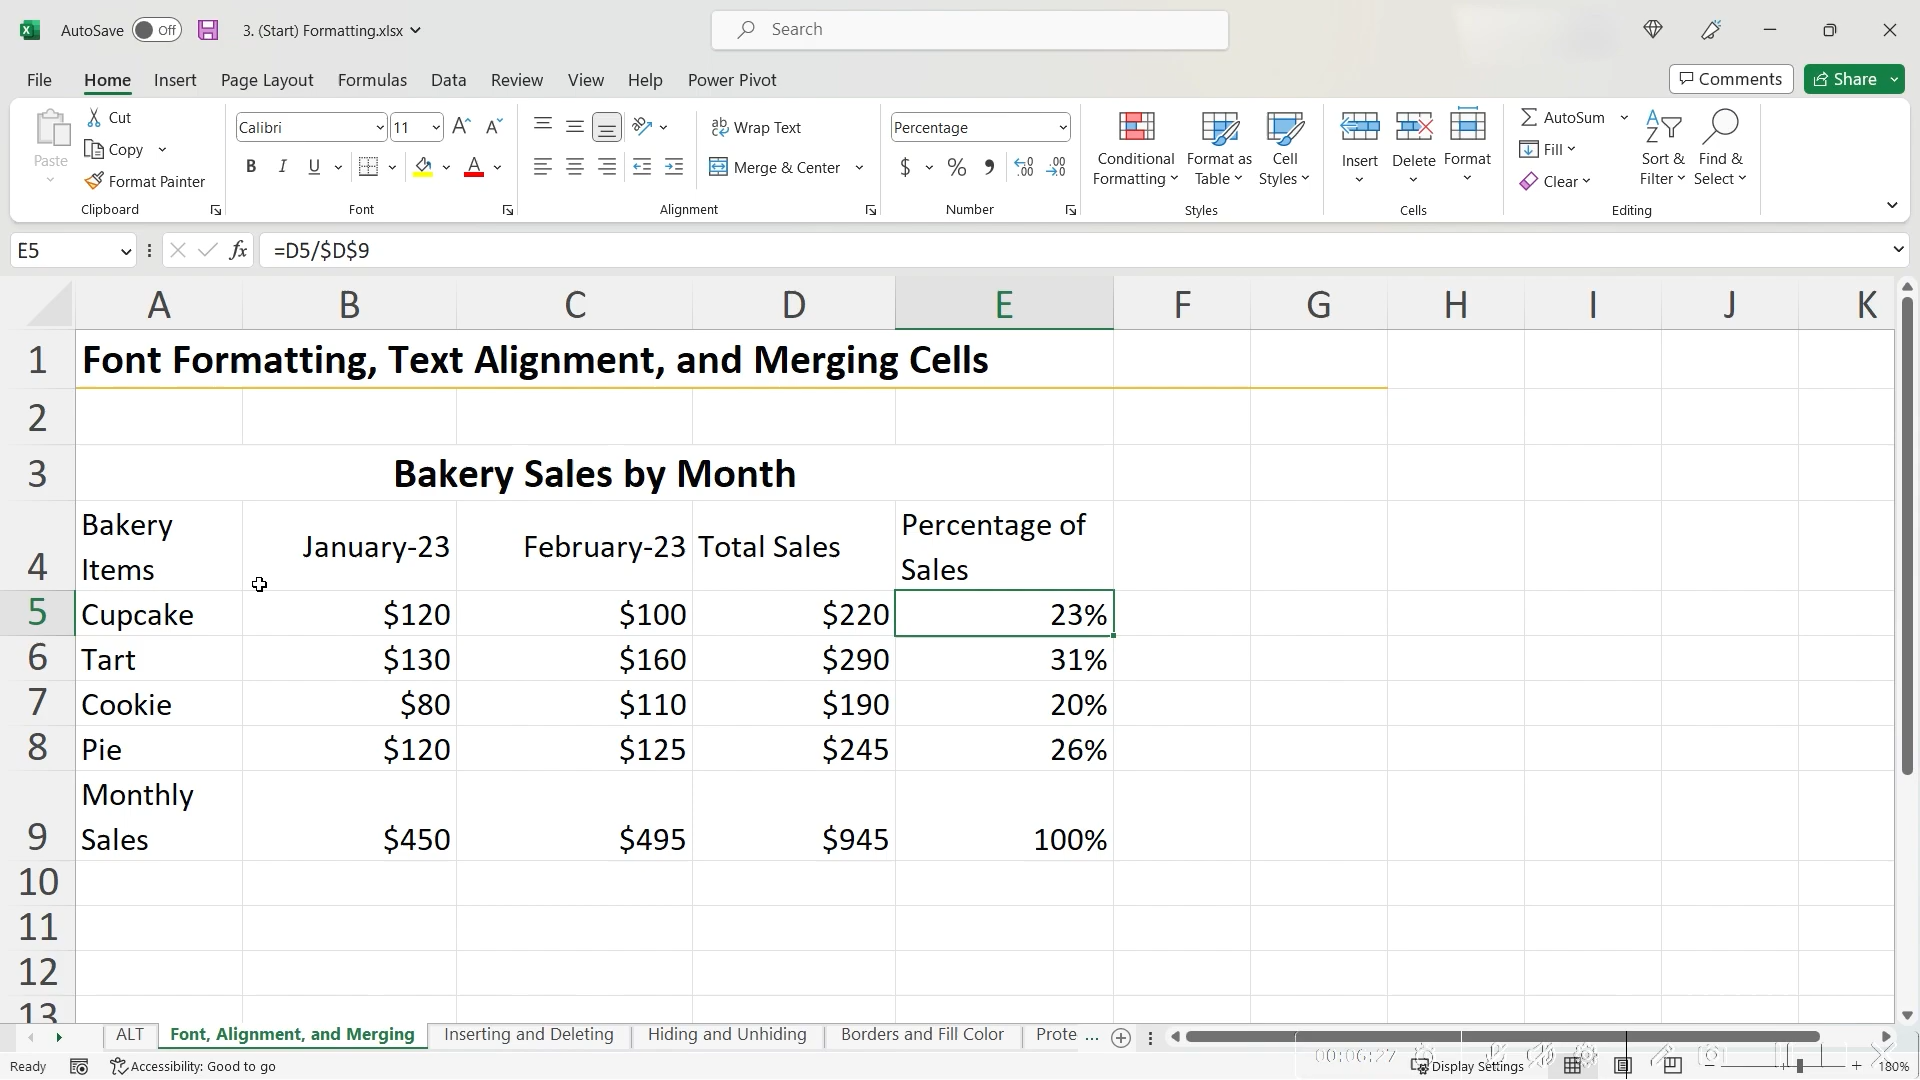 AutoSave Off 3. (Start) Formatting.xlsx Search
File Home Insert Page Layout Formulas Data Review View Help Power Pivot Comments Share
Paste Cut Copy Format Painter Clipboard
Calibri 11 B I U A Font
Wrap Text Merge & Center Alignment
Percentage $ % Number
Conditional Formatting Format as Table Cell Styles Styles
Insert Delete Format Cells
AutoSum Fill Clear Sort & Filter Find & Select Editing
E5 fx =D5/$D$9
A B C D E F G H I J K
1 Font Formatting, Text Alignment, and Merging Cells
2
3 Bakery Sales by Month
4 Bakery Items January-23 February-23 Total Sales Percentage of Sales
5 Cupcake $120 $100 $220 23%
6 Tart $130 $160 $290 31%
7 Cookie $80 $110 $190 20%
8 Pie $120 $125 $245 26%
9 Monthly Sales $450 $495 $945 100%
10
11
12
13
ALT Font, Alignment, and Merging Inserting and Deleting Hiding and Unhiding Borders and Fill Color Prote ...
Ready Accessibility: Good to go 00:06:27 Display Settings 180%